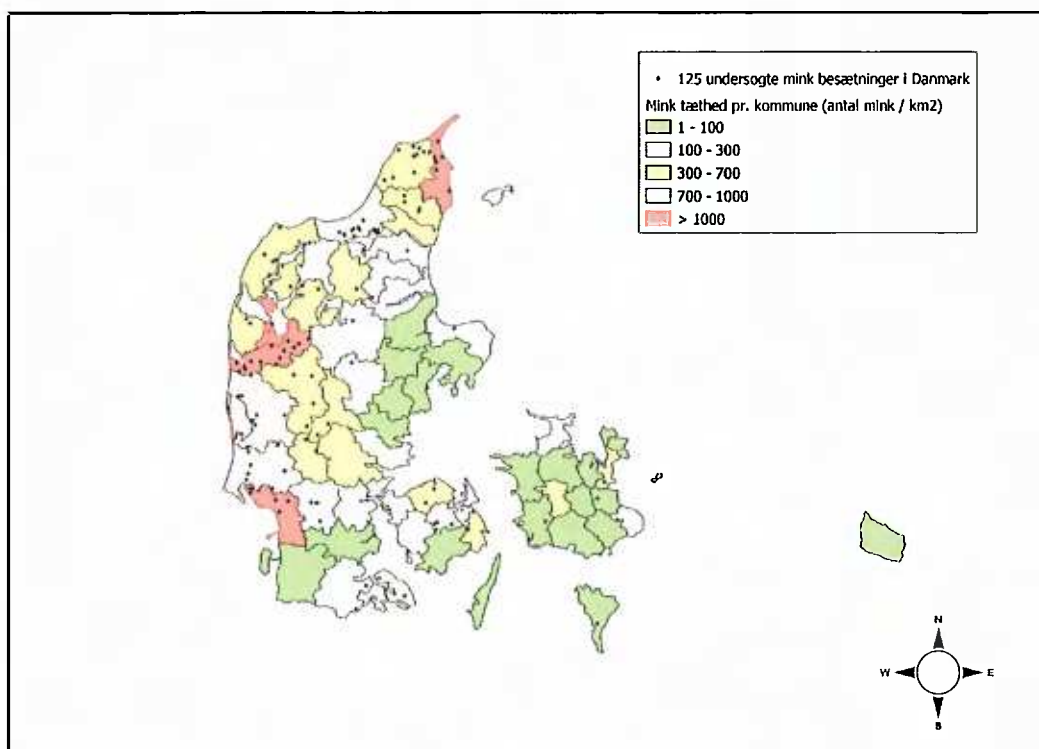 125 undersøgte mink besætninger i Danmark
Mink tæthed pr. kommune (antal mink / km2)
1 - 100
100 - 300
300 - 700
700 - 1000
> 1000
N
W E
S